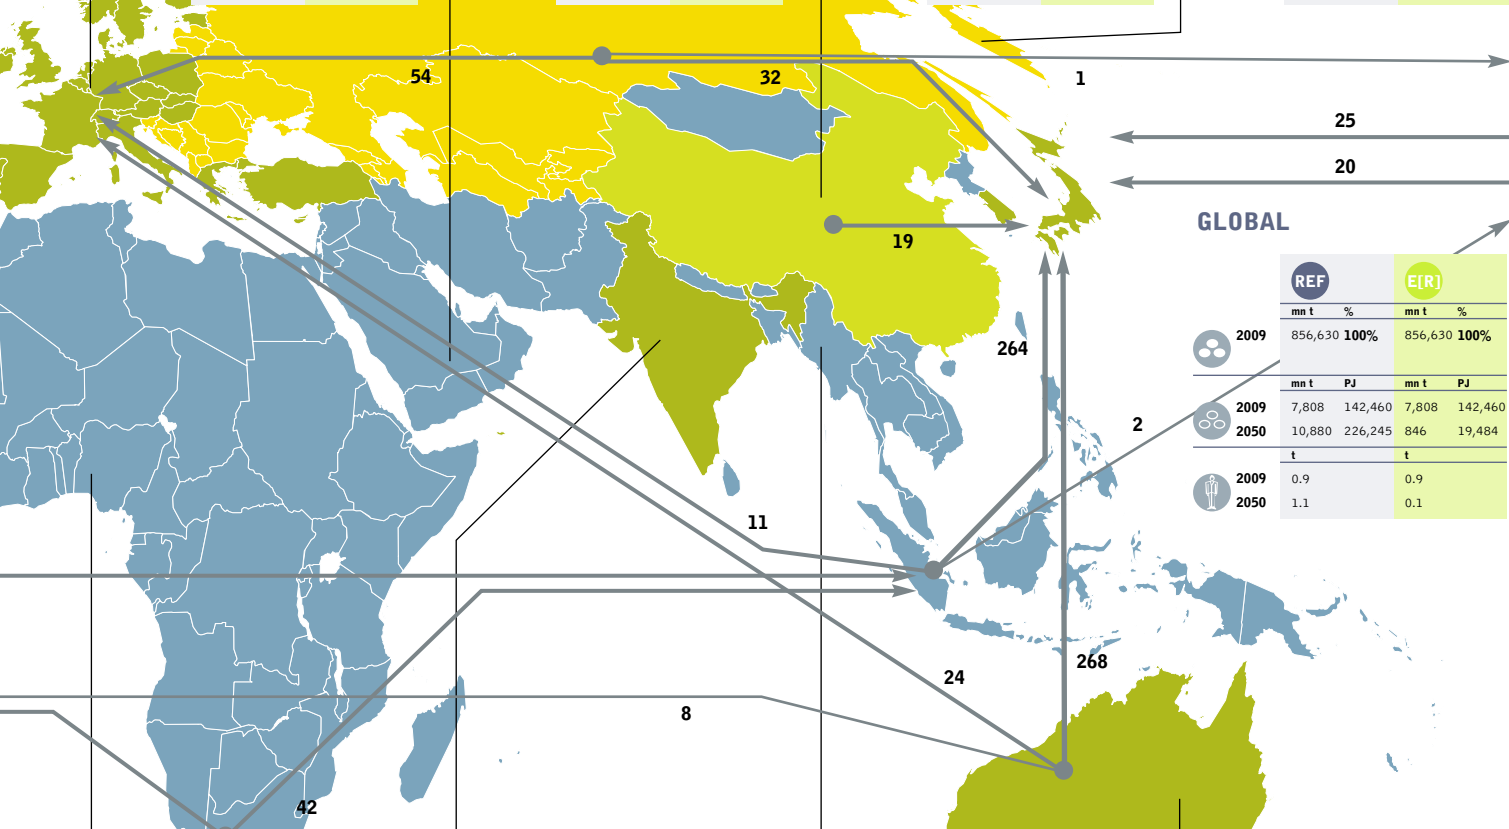 54
32
1
25
20
GLOBAL
19
REF E[R]
mn t % mn t %
2009 856,630 100% 856,630 100%
264
mn t PJ mn t PJ
2009 7,808 142,460 7,808 142,460
2050 10,880 226,245 846 19,484
2
t t
2009 0.9 0.9
2050 1.1 0.1
11
268
24
8
42